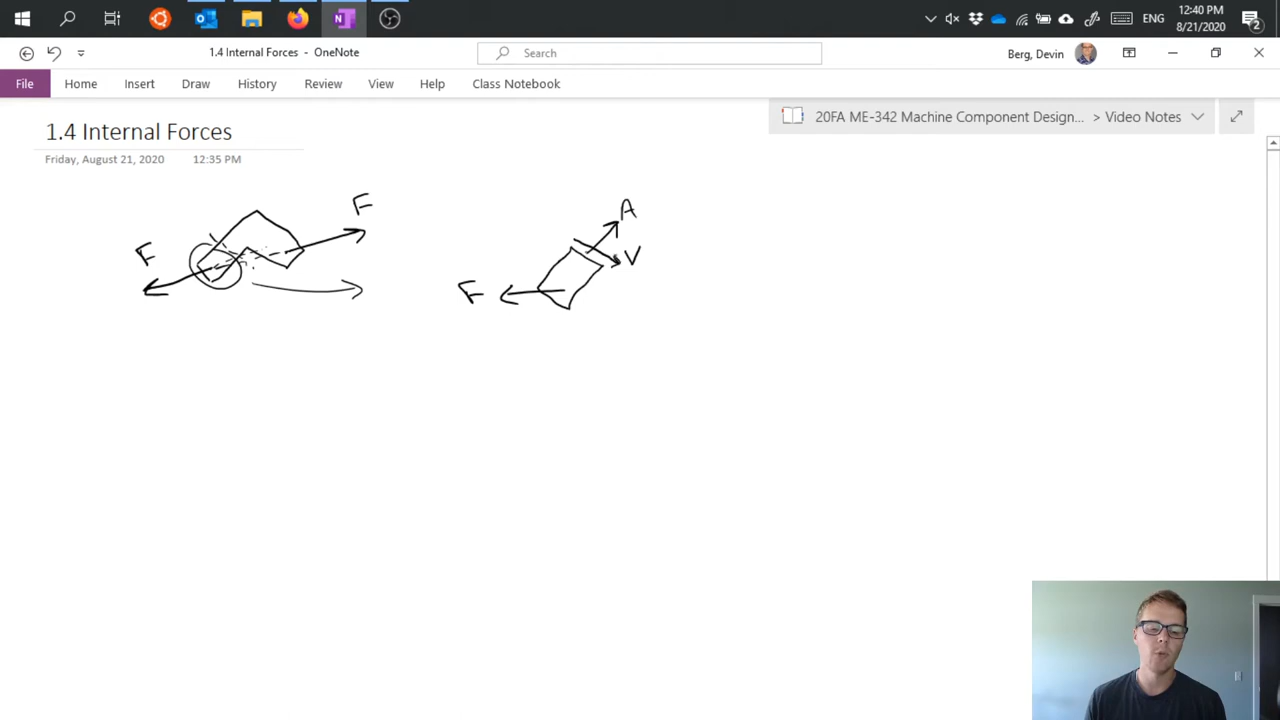 12:40 PM
ENG
8/21/2020
2
1.4 Internal Forces - OneNote
Search
Berg, Devin
File Home Insert Draw History Review View Help Class Notebook
20FA ME-342 Machine Component Design... > Video Notes
1.4 Internal Forces
Friday, August 21, 2020 12:35 PM
F
F
A
V
F